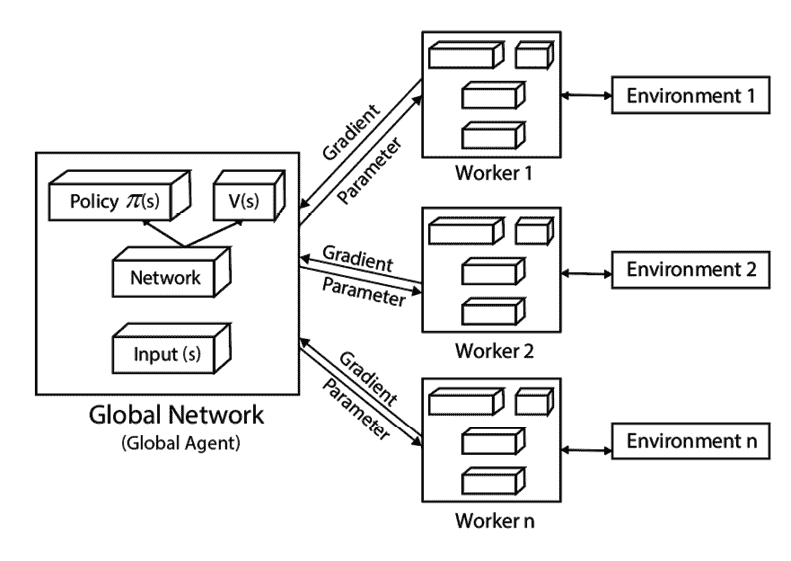 Policy π(s)
V(s)
Network
Input (s)
Global Network
(Global Agent)
Gradient
Parameter
Gradient
Parameter
Gradient
Parameter
Worker 1
Environment 1
Worker 2
Environment 2
Worker n
Environment n